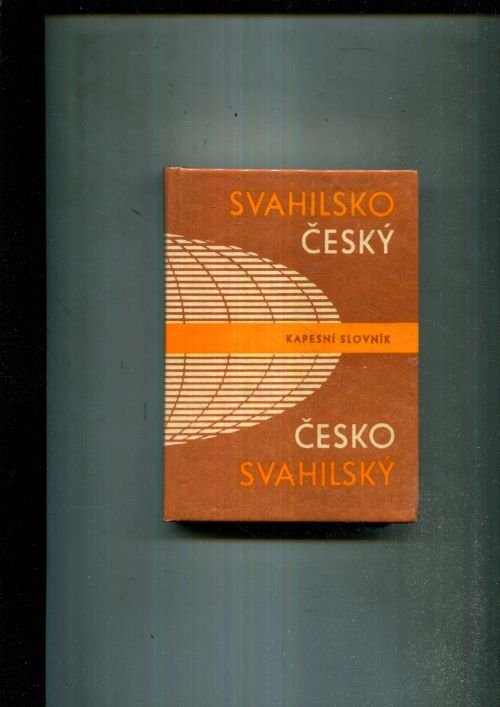 SVAHILSKO
ČESKÝ
KAPESNÍ SLOVNÍK
ČESKO
SVAHILSKÝ